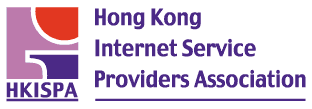 Hong Kong
Internet Service
Providers Association
HKISPA